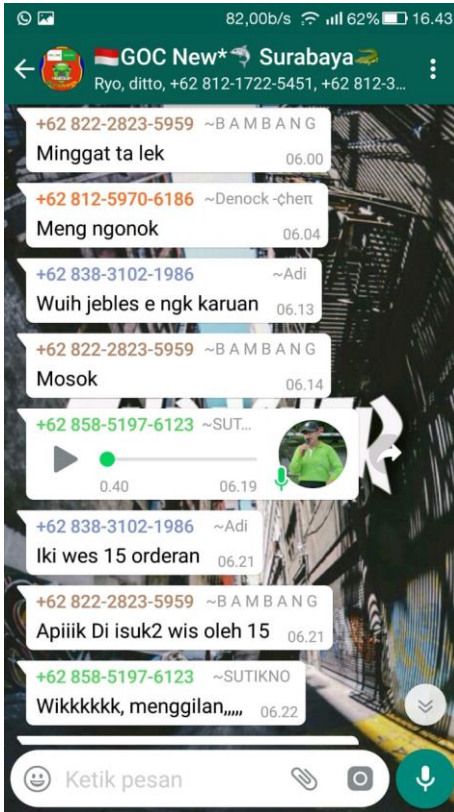 82,00b/s 62% 16.43
GOC New* Surabaya
Ryo, ditto, +62 812-1722-5451, +62 812-3...
+62 822-2823-5959 ~B A M B A N G
Minggat ta lek 06.00
+62 812-5970-6186 ~Denock -¢heπ
Meng ngonok 06.04
+62 838-3102-1986 ~Adi
Wuih jebles e ngk karuan 06.13
+62 822-2823-5959 ~B A M B A N G
Mosok 06.14
+62 858-5197-6123 ~SUT...
0.40 06.19
+62 838-3102-1986 ~Adi
Iki wes 15 orderan 06.21
+62 822-2823-5959 ~B A M B A N G
Apiiik Di isuk2 wis oleh 15 06.21
+62 858-5197-6123 ~SUTIKNO
Wikkkkkk, menggilan,,,,, 06.22
Ketik pesan